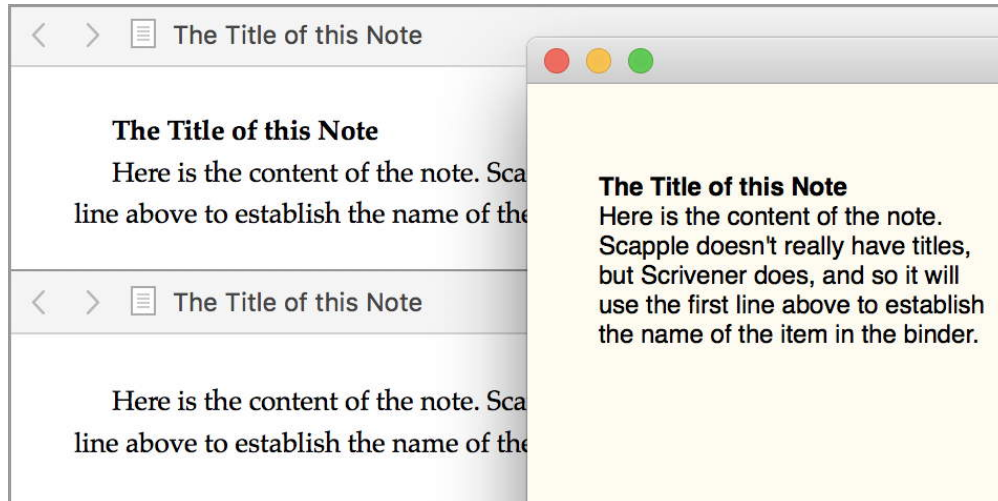 The Title of this Note
The Title of this Note
Here is the content of the note. Sca
line above to establish the name of the
The Title of this Note
Here is the content of the note. Sca
line above to establish the name of the
The Title of this Note
Here is the content of the note.
Scapple doesn't really have titles,
but Scrivener does, and so it will
use the first line above to establish
the name of the item in the binder.